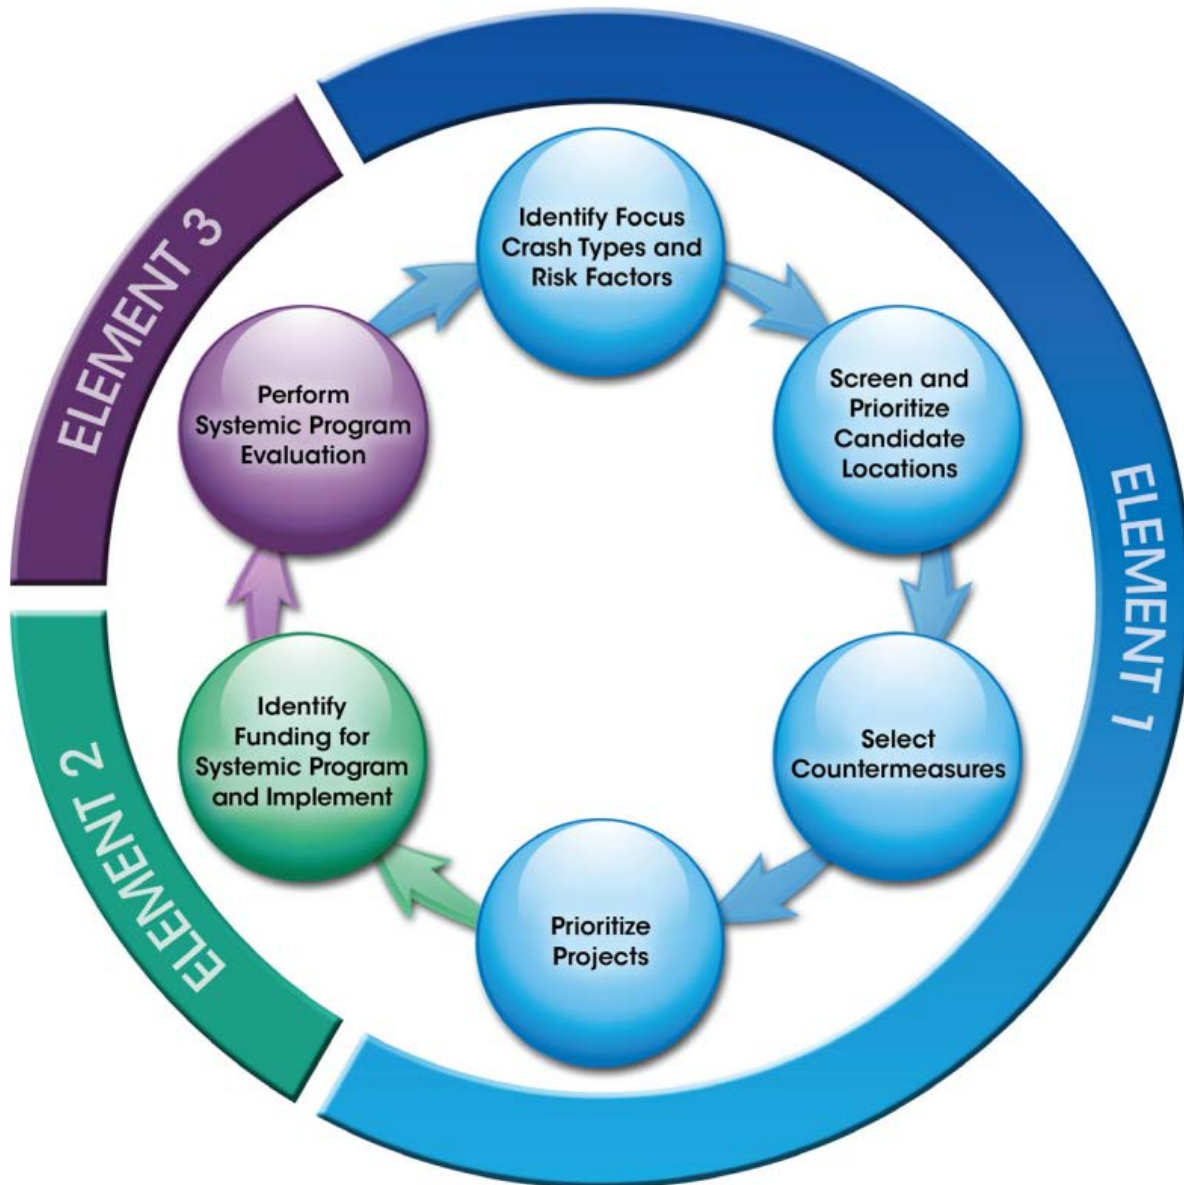 Identify Focus
Crash Types and
Risk Factors
Screen and
Prioritize
Candidate
Locations
Select
Countermeasures
Prioritize
Projects
Identify
Funding for
Systemic Program
and Implement
Perform
Systemic Program
Evaluation
ELEMENT 1
ELEMENT 2
ELEMENT 3